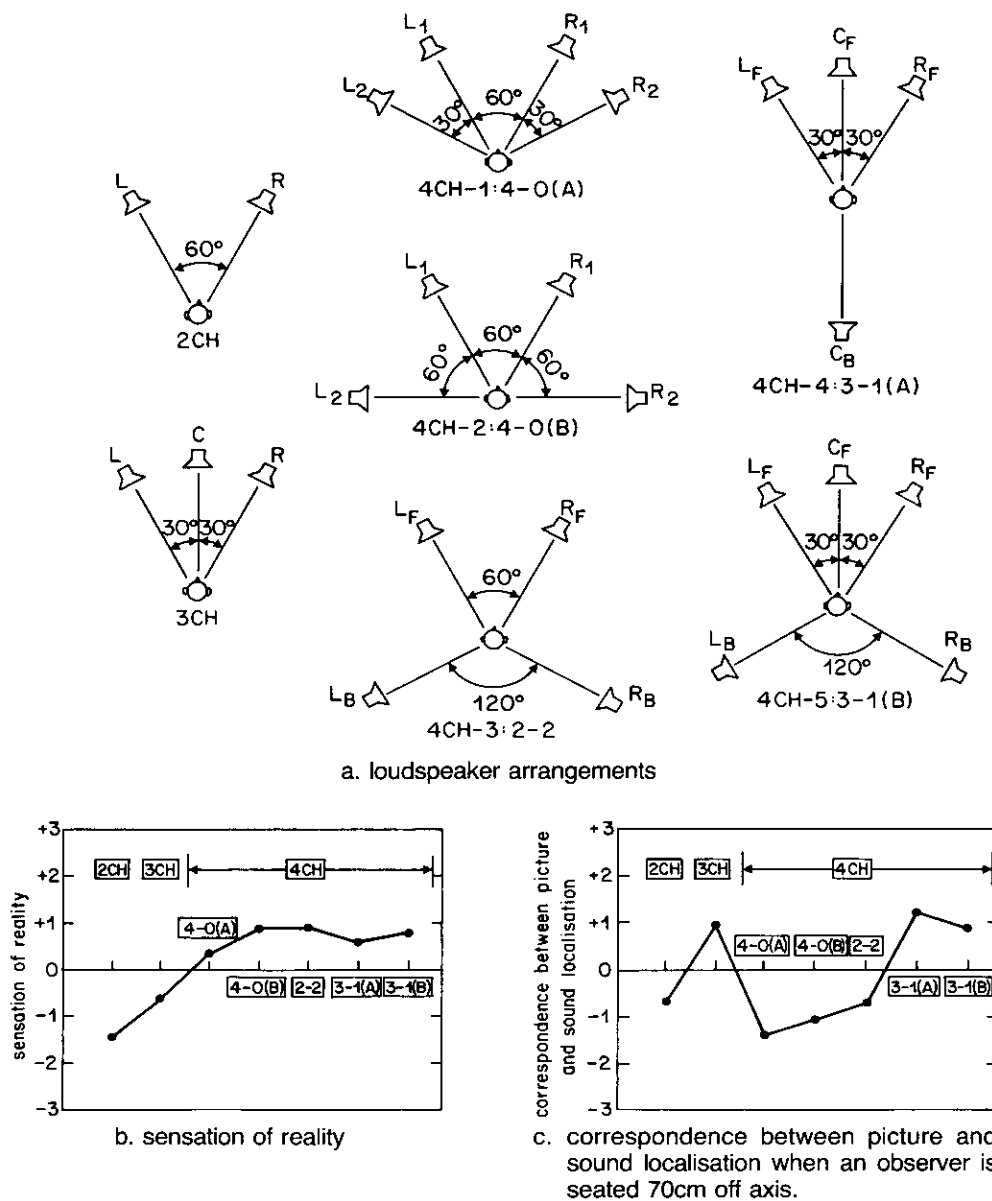 L1 R1
L2 R2
30° 60° 30°
4CH-1:4-0(A)
CF
LF RF
30° 30°
CB
4CH-4:3-1(A)
L R
60°
2CH
L1 R1
60° 60° 60°
L2 R2
4CH-2:4-0(B)
C
L R
30° 30°
3CH
LF RF
60°
LB RB
120°
4CH-3:2-2
CF
LF RF
30° 30°
LB RB
120°
4CH-5:3-1(B)
a. loudspeaker arrangements
sensation of reality
+3
+2
+1
0
-1
-2
-3
2CH 3CH 4CH
4-0(A)
4-0(B) 2-2 3-1(A) 3-1(B)
b. sensation of reality
correspondence between picture
and sound localisation
+3
+2
+1
0
-1
-2
-3
2CH 3CH 4CH
4-0(A) 4-0(B) 2-2
3-1(A) 3-1(B)
c. correspondence between picture and
sound localisation when an observer is
seated 70cm off axis.